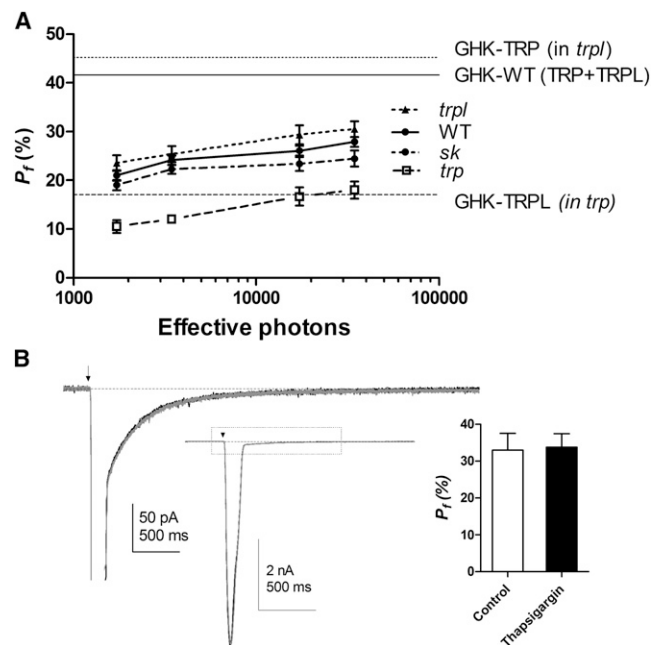 A
P_f (%)
50
40
30
20
10
0
1000
10000
100000
Effective photons
GHK-TRP (in trpl)
GHK-WT (TRP+TRPL)
trpl
WT
sk
trp
GHK-TRPL (in trp)
B
50 pA
500 ms
2 nA
500 ms
P_f (%)
40
30
20
10
0
Control
Thapsigargin